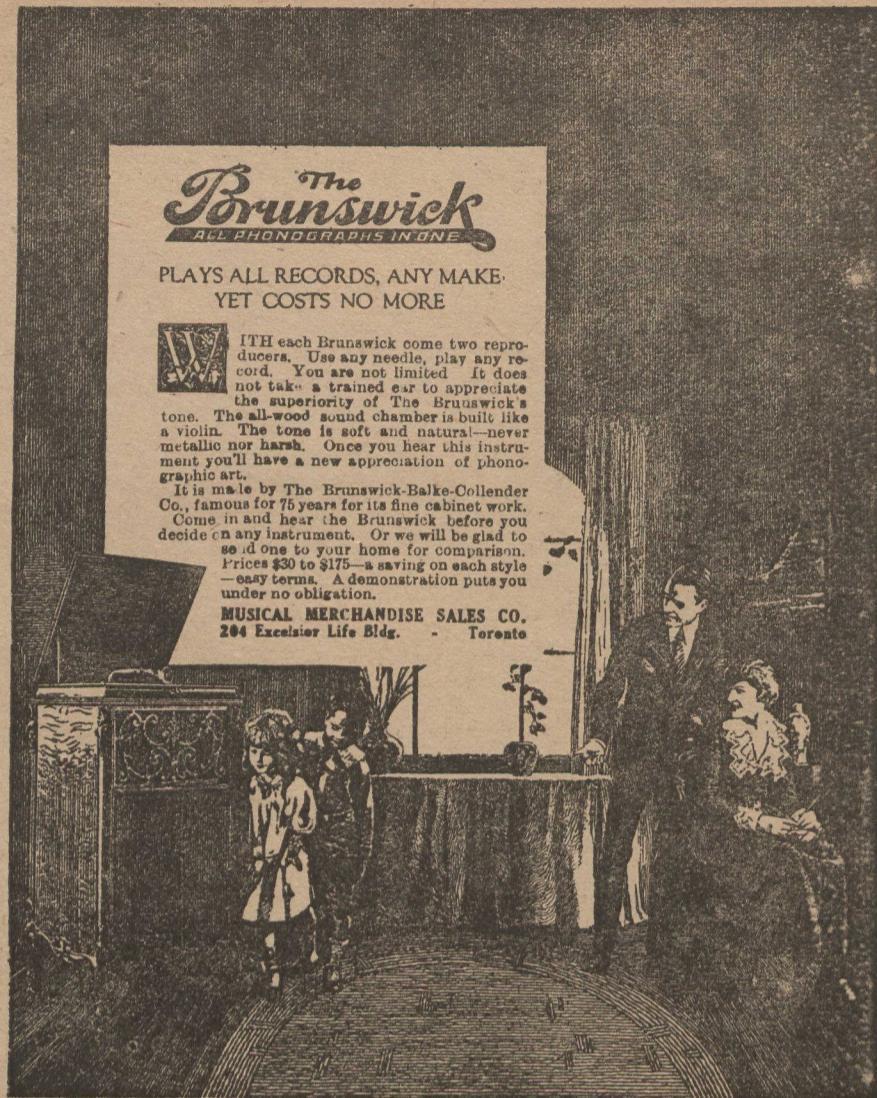 The
Brunswick
ALL PHONOGRAPHS IN ONE
PLAYS ALL RECORDS, ANY MAKE
YET COSTS NO MORE
WITH each Brunswick come two repro-
ducers. Use any needle, play any re-
cord. You are not limited It does
not take a trained ear to appreciate
the superiority of The Brunswick's
tone. The all-wood sound chamber is built like
a violin. The tone is soft and natural—never
metallic nor harsh. Once you hear this instru-
ment you'll have a new appreciation of phono-
graphic art.
It is made by The Brunswick-Balke-Collender
Co., famous for 75 years for its fine cabinet work.
Come in and hear the Brunswick before you
decide on any instrument. Or we will be glad to
send one to your home for comparison.
Prices $30 to $175—a saving on each style
—easy terms. A demonstration puts you
under no obligation.
MUSICAL MERCHANDISE SALES CO.
204 Excelsior Life Bldg. - Toronto